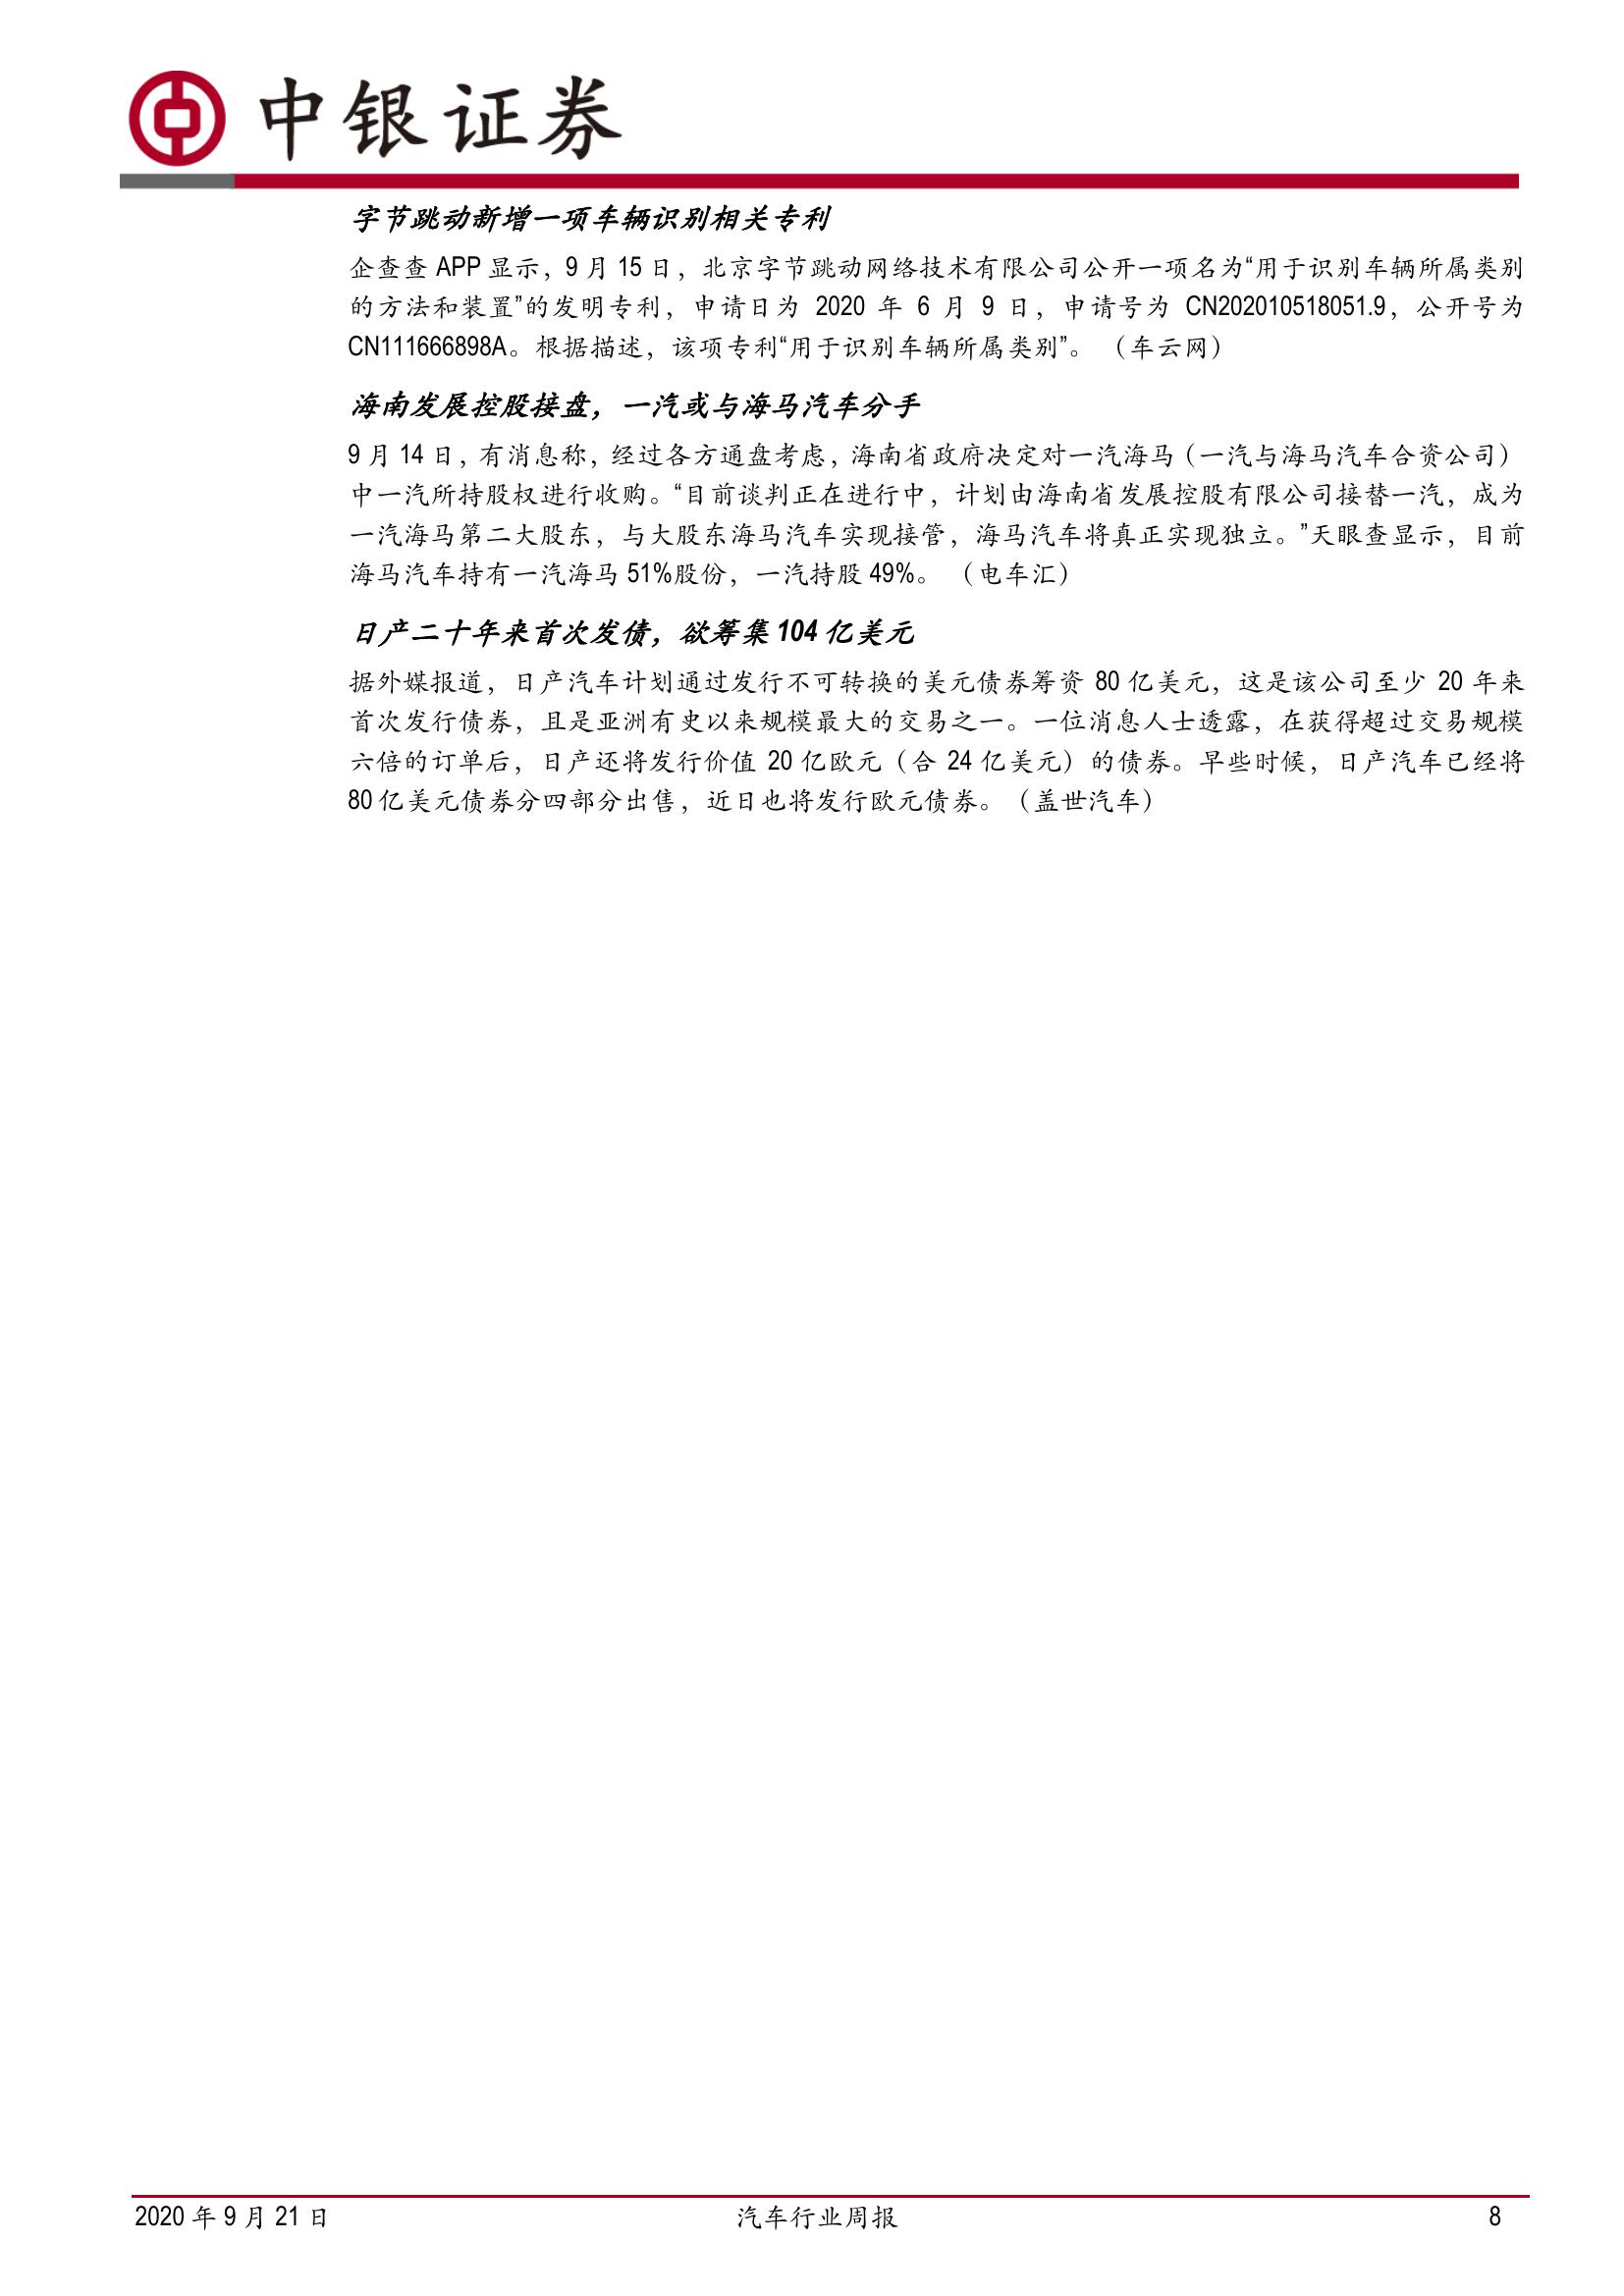 中银证券
字节跳动新增一项车辆识别相关专利
企查查 APP 显示，9 月 15 日，北京字节跳动网络技术有限公司公开一项名为“用于识别车辆所属类别
的方法和装置”的发明专利，申请日为 2020 年 6 月 9 日，申请号为 CN202010518051.9，公开号为
CN111666898A。根据描述，该项专利“用于识别车辆所属类别”。（车云网）
海南发展控股接盘，一汽或与海马汽车分手
9 月 14 日，有消息称，经过各方通盘考虑，海南省政府决定对一汽海马（一汽与海马汽车合资公司）
中一汽所持股权进行收购。“目前谈判正在进行中，计划由海南省发展控股有限公司接替一汽，成为
一汽海马第二大股东，与大股东海马汽车实现接管，海马汽车将真正实现独立。”天眼查显示，目前
海马汽车持有一汽海马 51%股份，一汽持股 49%。（电车汇）
日产二十年来首次发债，欲筹集 104 亿美元
据外媒报道，日产汽车计划通过发行不可转换的美元债券筹资 80 亿美元，这是该公司至少 20 年来
首次发行债券，且是亚洲有史以来规模最大的交易之一。一位消息人士透露，在获得超过交易规模
六倍的订单后，日产还将发行价值 20 亿欧元（合 24 亿美元）的债券。早些时候，日产汽车已经将
80 亿美元债券分四部分出售，近日也将发行欧元债券。（盖世汽车）
2020 年 9 月 21 日 汽车行业周报 8